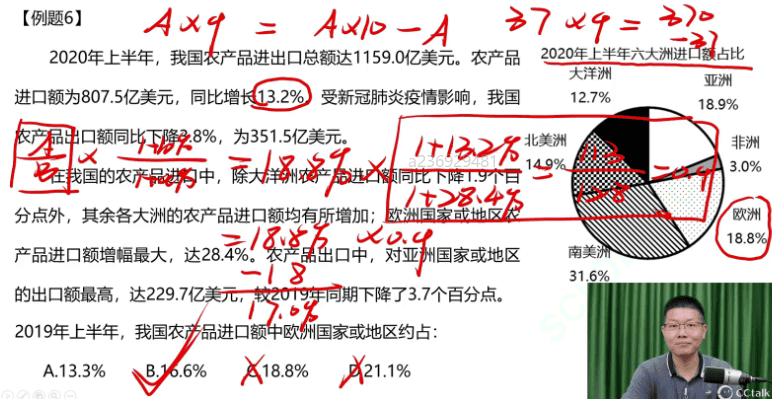 【例题6】
A×9 = A×10-A
37×9=370
-37
2020年上半年,我国农产品进出口总额达1159.0亿美元。农产品
进口额为807.5亿美元,同比增长13.2%。受新冠肺炎疫情影响,我国
农产品出口额同比下降3.8%,为351.5亿美元。
在我国的农产品进口中,除大洋洲农产品进口额同比下降1.9个百
分点外,其余各大洲的农产品进口额均有所增加;欧洲国家或地区农
产品进口额增幅最大,达28.4%。农产品出口中,对亚洲国家或地区
的出口额最高,达229.7亿美元,较2019年同期下降了3.7个百分点。
2019年上半年,我国农产品进口额中欧洲国家或地区约占:
A.13.3%
B.16.6%
C.18.8%
D.21.1%
2020年上半年六大洲进口额占比
大洋洲
12.7%
亚洲
18.9%
北美洲
14.9%
非洲
3.0%
欧洲
18.8%
南美洲
31.6%
=18.8%×
1+13.2%
1+28.4%
=0.9
=18.8%×0.9
-1.8
17.0%
a236929481
CCtalk